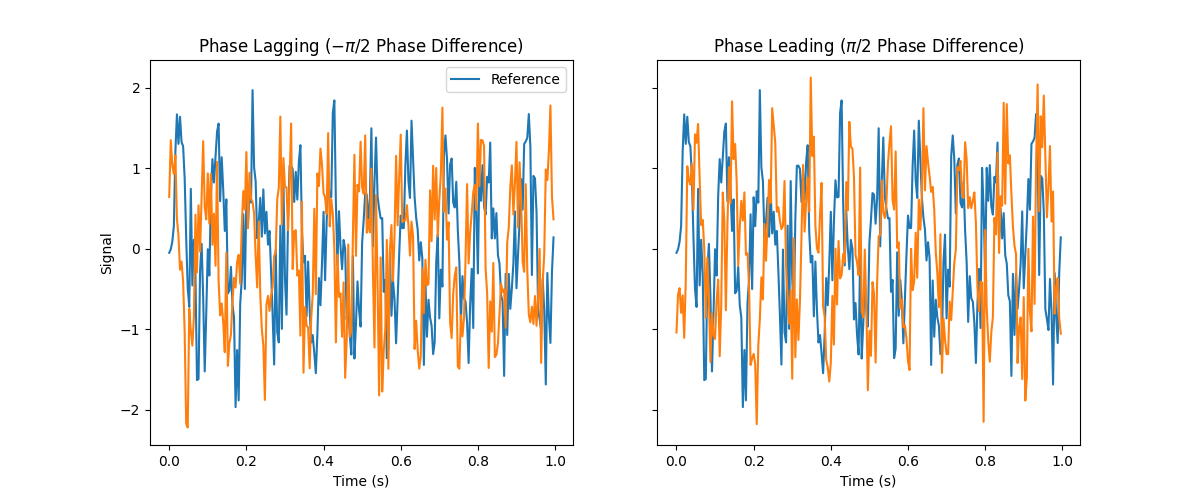 Phase Lagging (−π/2 Phase Difference)
Phase Leading (π/2 Phase Difference)
Reference
Signal
2
1
0
−1
−2
0.0 0.2 0.4 0.6 0.8 1.0
0.0 0.2 0.4 0.6 0.8 1.0
Time (s)
Time (s)